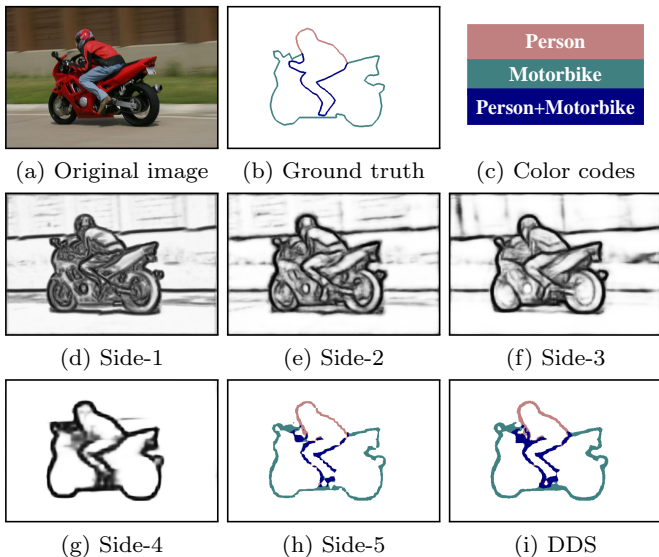 Person
Motorbike
Person+Motorbike
(a) Original image
(b) Ground truth
(c) Color codes
(d) Side-1
(e) Side-2
(f) Side-3
(g) Side-4
(h) Side-5
(i) DDS